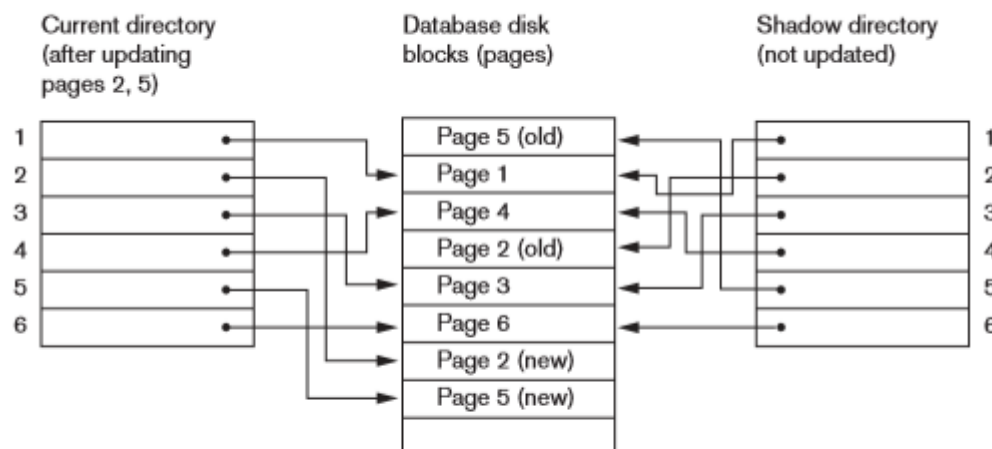 Current directory
(after updating
pages 2, 5)
Database disk
blocks (pages)
Shadow directory
(not updated)
1
2
3
4
5
6
Page 5 (old)
Page 1
Page 4
Page 2 (old)
Page 3
Page 6
Page 2 (new)
Page 5 (new)
1
2
3
4
5
6